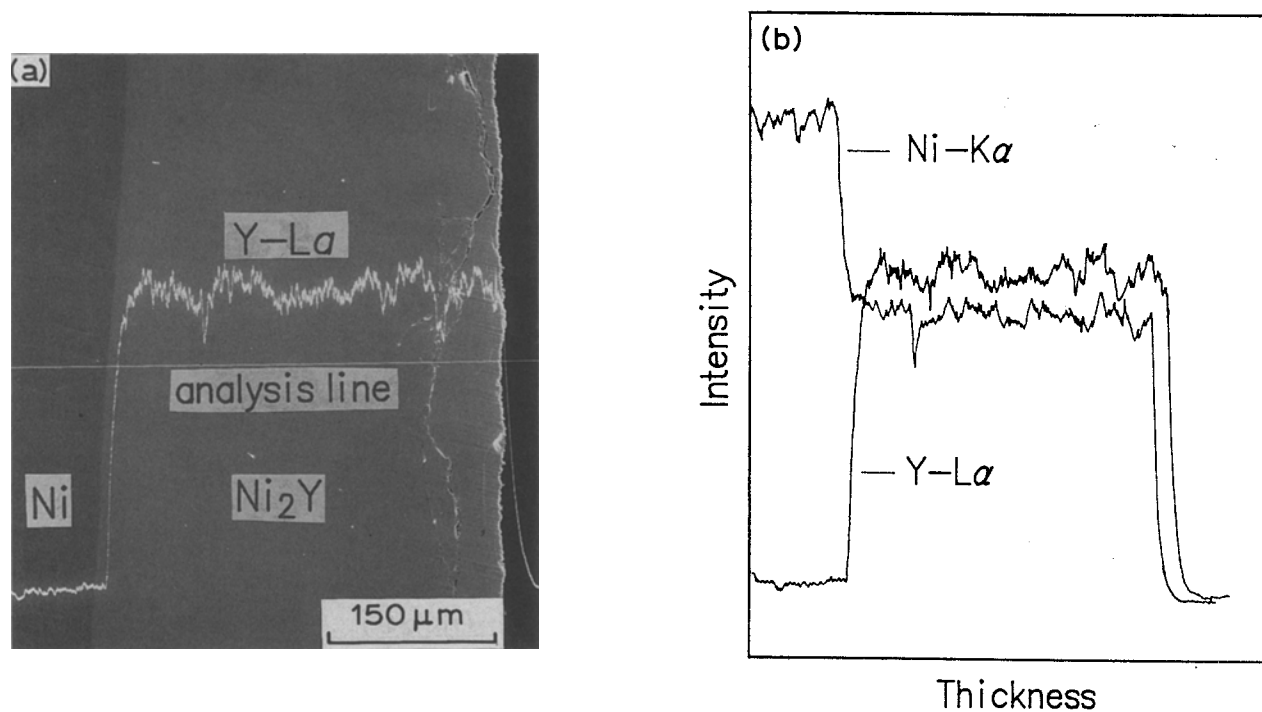 (a)
Y–Lα
analysis line
Ni
Ni₂Y
150 μm
(b)
Ni–Kα
Y–Lα
Intensity
Thickness